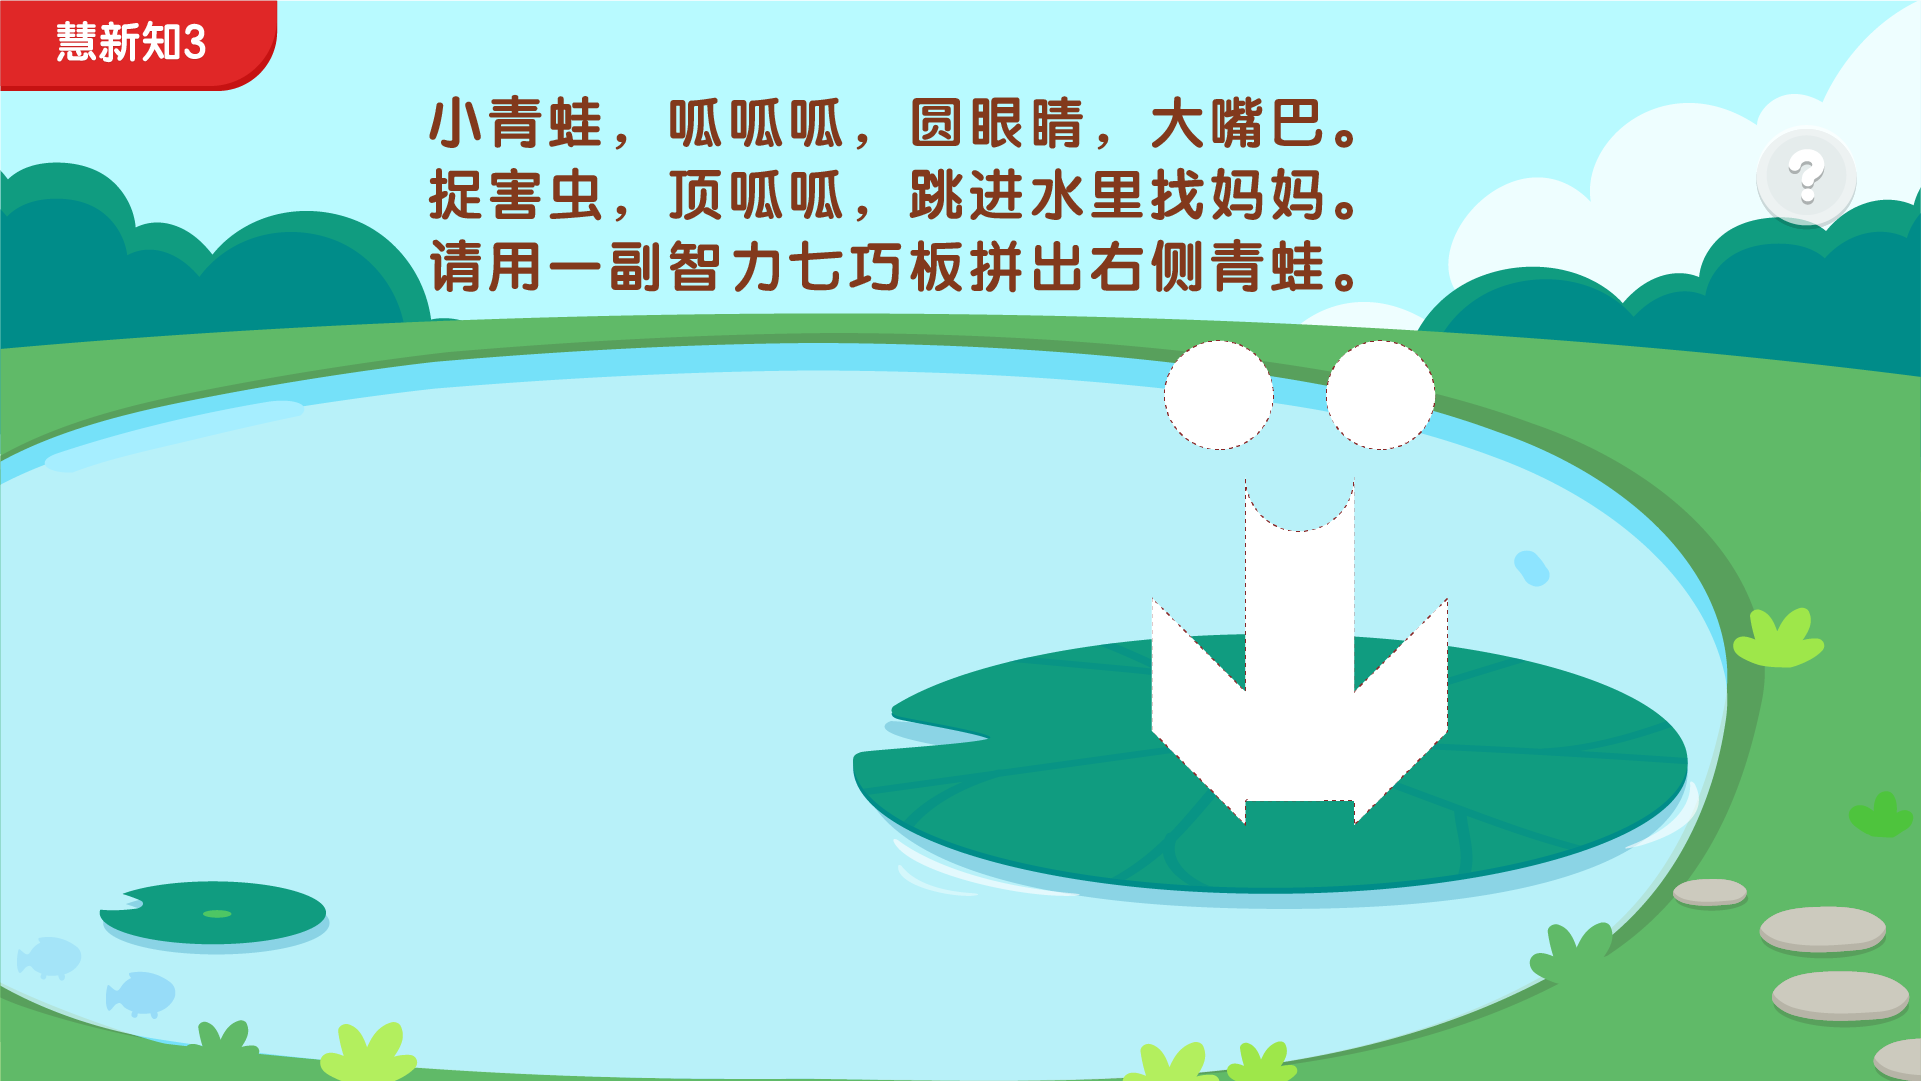 慧新知3
小青蛙，呱呱呱，圆眼睛，大嘴巴。
捉害虫，顶呱呱，跳进水里找妈妈。
请用一副智力七巧板拼出右侧青蛙。
?